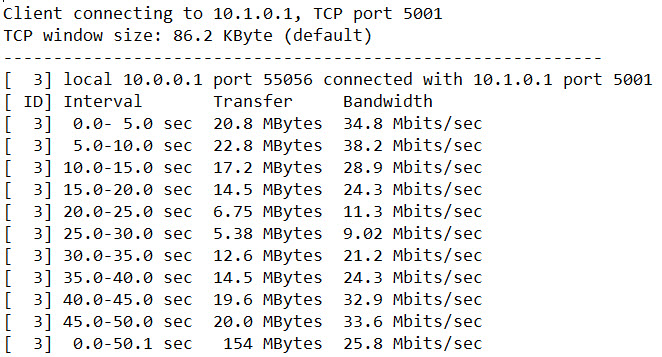 Client connecting to 10.1.0.1, TCP port 5001
TCP window size: 86.2 KByte (default)
------------------------------------------------------------
[  3] local 10.0.0.1 port 55056 connected with 10.1.0.1 port 5001
[ ID] Interval       Transfer     Bandwidth
[  3]  0.0- 5.0 sec  20.8 MBytes  34.8 Mbits/sec
[  3]  5.0-10.0 sec  22.8 MBytes  38.2 Mbits/sec
[  3] 10.0-15.0 sec  17.2 MBytes  28.9 Mbits/sec
[  3] 15.0-20.0 sec  14.5 MBytes  24.3 Mbits/sec
[  3] 20.0-25.0 sec  6.75 MBytes  11.3 Mbits/sec
[  3] 25.0-30.0 sec  5.38 MBytes  9.02 Mbits/sec
[  3] 30.0-35.0 sec  12.6 MBytes  21.2 Mbits/sec
[  3] 35.0-40.0 sec  14.5 MBytes  24.3 Mbits/sec
[  3] 40.0-45.0 sec  19.6 MBytes  32.9 Mbits/sec
[  3] 45.0-50.0 sec  20.0 MBytes  33.6 Mbits/sec
[  3]  0.0-50.1 sec   154 MBytes  25.8 Mbits/sec